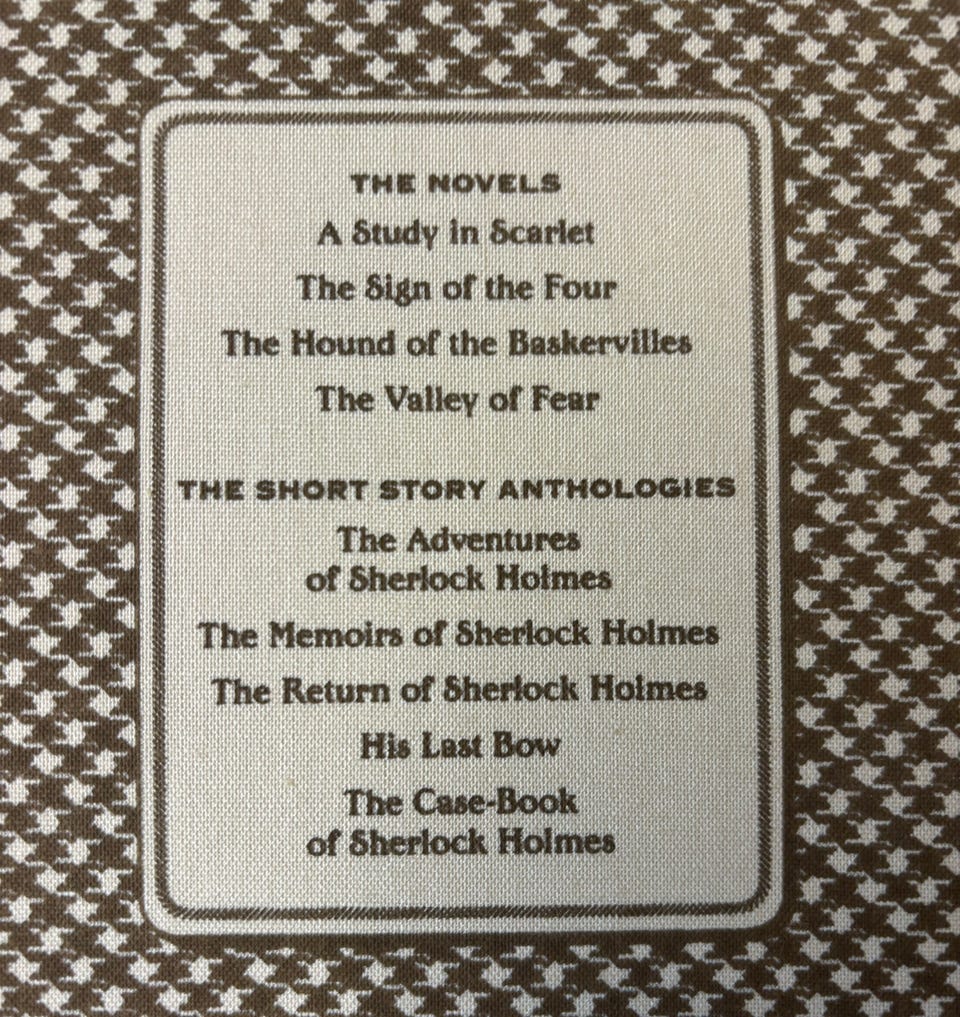 THE NOVELS
A Study in Scarlet
The Sign of the Four
The Hound of the Baskervilles
The Valley of Fear
THE SHORT STORY ANTHOLOGIES
The Adventures
of Sherlock Holmes
The Memoirs of Sherlock Holmes
The Return of Sherlock Holmes
His Last Bow
The Case-Book
of Sherlock Holmes